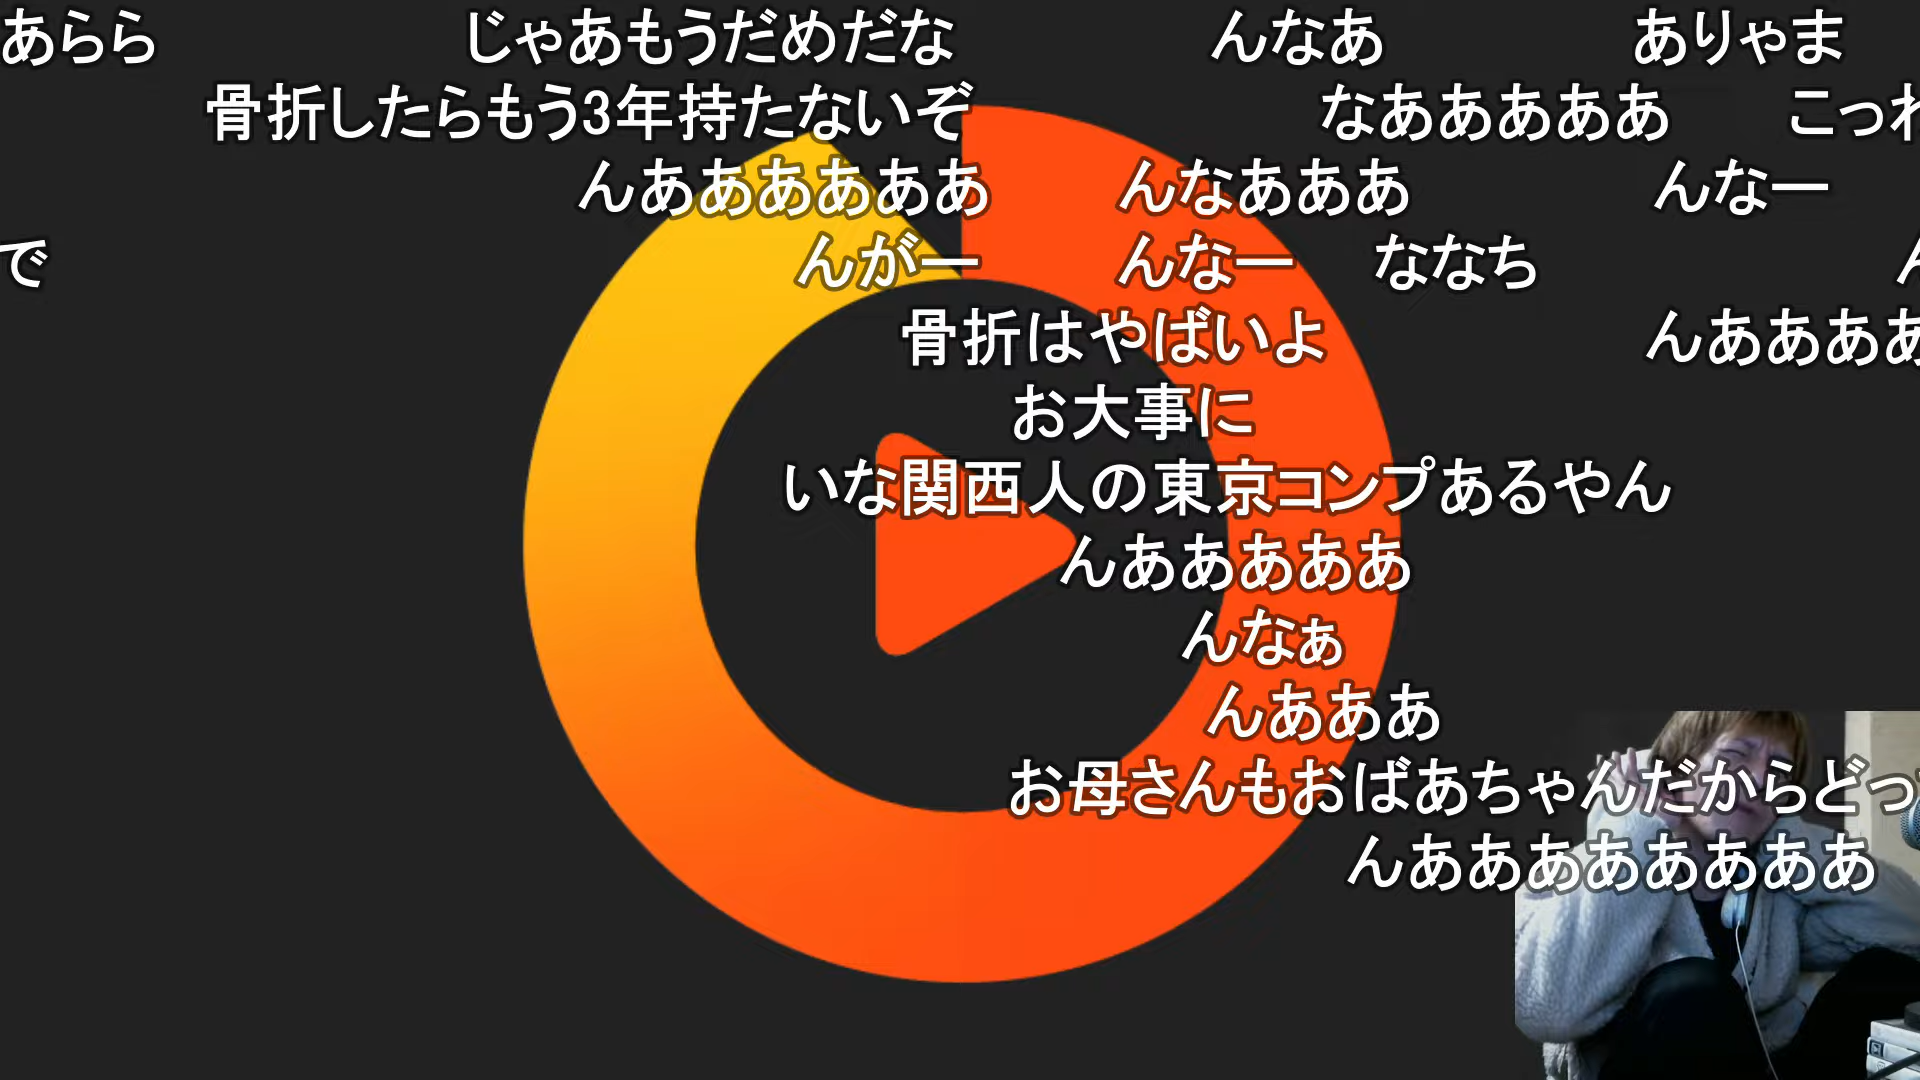 あらら じゃあもうだめだな んなあ ありゃま
骨折したらもう3年持たないぞ なあああああ こっ
んああああああ んなあああ んなー
で んがー んなー ななち
骨折はやばいよ んああああ
お大事に
いな関西人の東京コンプあるやん
んあああああ
んなぁ
んあああ
お母さんもおばあちゃんだからどっ
んああああああああ